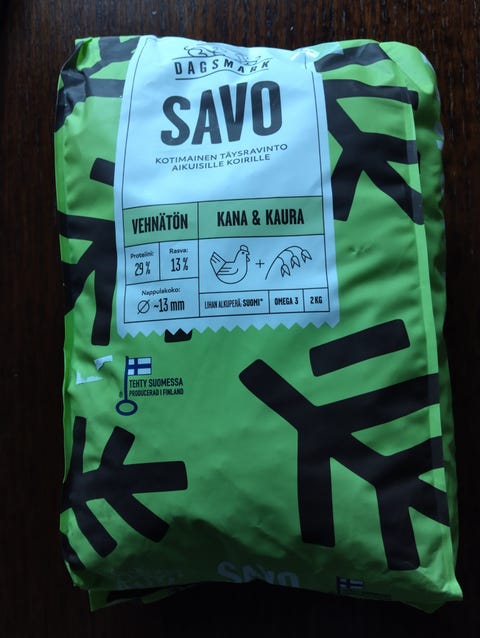 DAGSMARK
SAVO
KOTIMAINEN TÄYSRAVINTO
AIKUISILLE KOIRILLE
VEHNÄTÖN
KANA & KAURA
Proteiini:
29 %
Rasva:
13 %
+
Nappulakoko:
Ø ~13 mm
LIHAN ALKUPERÄ: SUOMI*
OMEGA 3
2 KG
TEHTY SUOMESSA
PRODUCERAD I FINLAND
SAVO